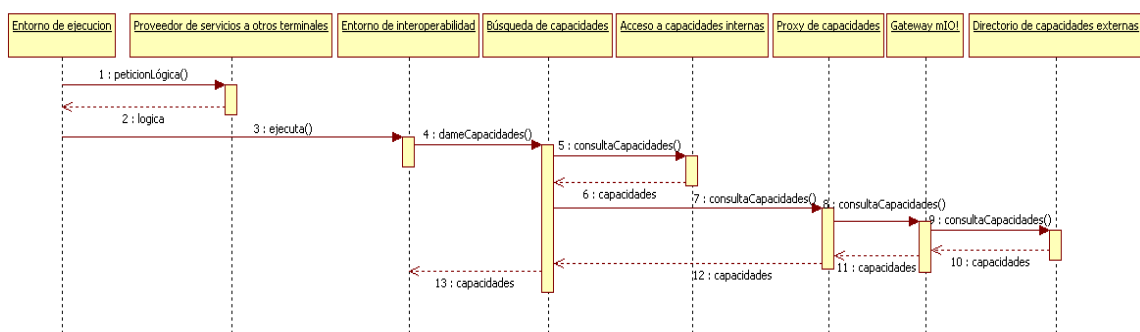 Entorno de ejecucion
Proveedor de servicios a otros terminales
Entorno de interoperabilidad
Búsqueda de capacidades
Acceso a capacidades internas
Proxy de capacidades
Gateway mIO!
Directorio de capacidades externas
1 : peticionLógica()
2 : logica
3 : ejecuta()
4 : dameCapacidades()
5 : consultaCapacidades()
6 : capacidades
7 : consultaCapacidades()
8 : consultaCapacidades()
9 : consultaCapacidades()
10 : capacidades
11 : capacidades
12 : capacidades
13 : capacidades